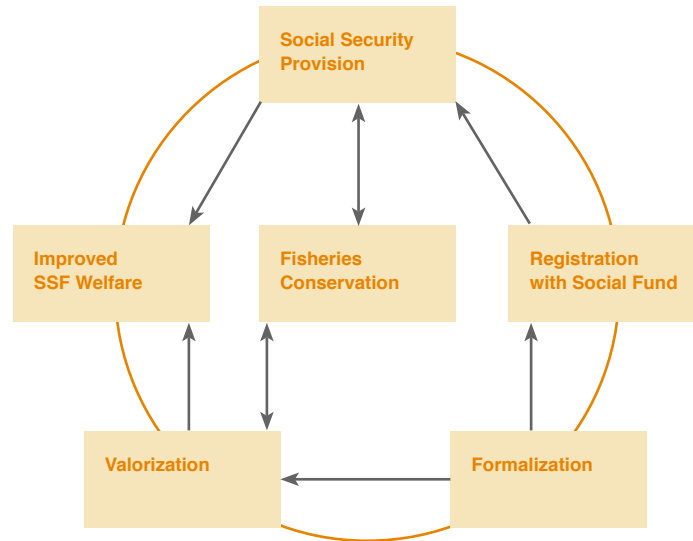 Social Security
Provision
Improved
SSF Welfare
Fisheries
Conservation
Registration
with Social Fund
Valorization
Formalization